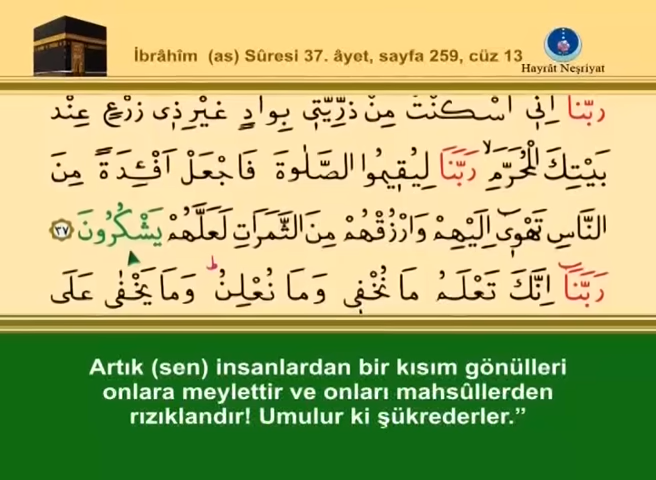 İbrâhîm (as) Sûresi 37. âyet, sayfa 259, cüz 13
Hayrât Neşriyat
رَبَّنَا اِنّٖى اَسْكَنْتُ مِنْ ذُرِّيَّتٖى بِوَادٍ غَيْرِ ذٖى زَرْعٍ عِنْدَ
بَيْتِكَ الْمُحَرَّمِۙ رَبَّنَا لِيُقٖيمُوا الصَّلٰوةَ فَاجْعَلْ اَفْـِٔدَةً مِنَ
النَّاسِ تَهْوٖٓى اِلَيْهِمْ وَارْزُقْهُمْ مِنَ الثَّمَرَاتِ لَعَلَّهُمْ يَشْكُرُونَ ٣٧
رَبَّنَٓا اِنَّكَ تَعْلَمُ مَا نُخْفٖى وَمَا نُعْلِنُۜ وَمَا يَخْفٰى عَلَى
Artık (sen) insanlardan bir kısım gönülleri
onlara meylettir ve onları mahsûllerden
rızıklandır! Umulur ki şükrederler.”